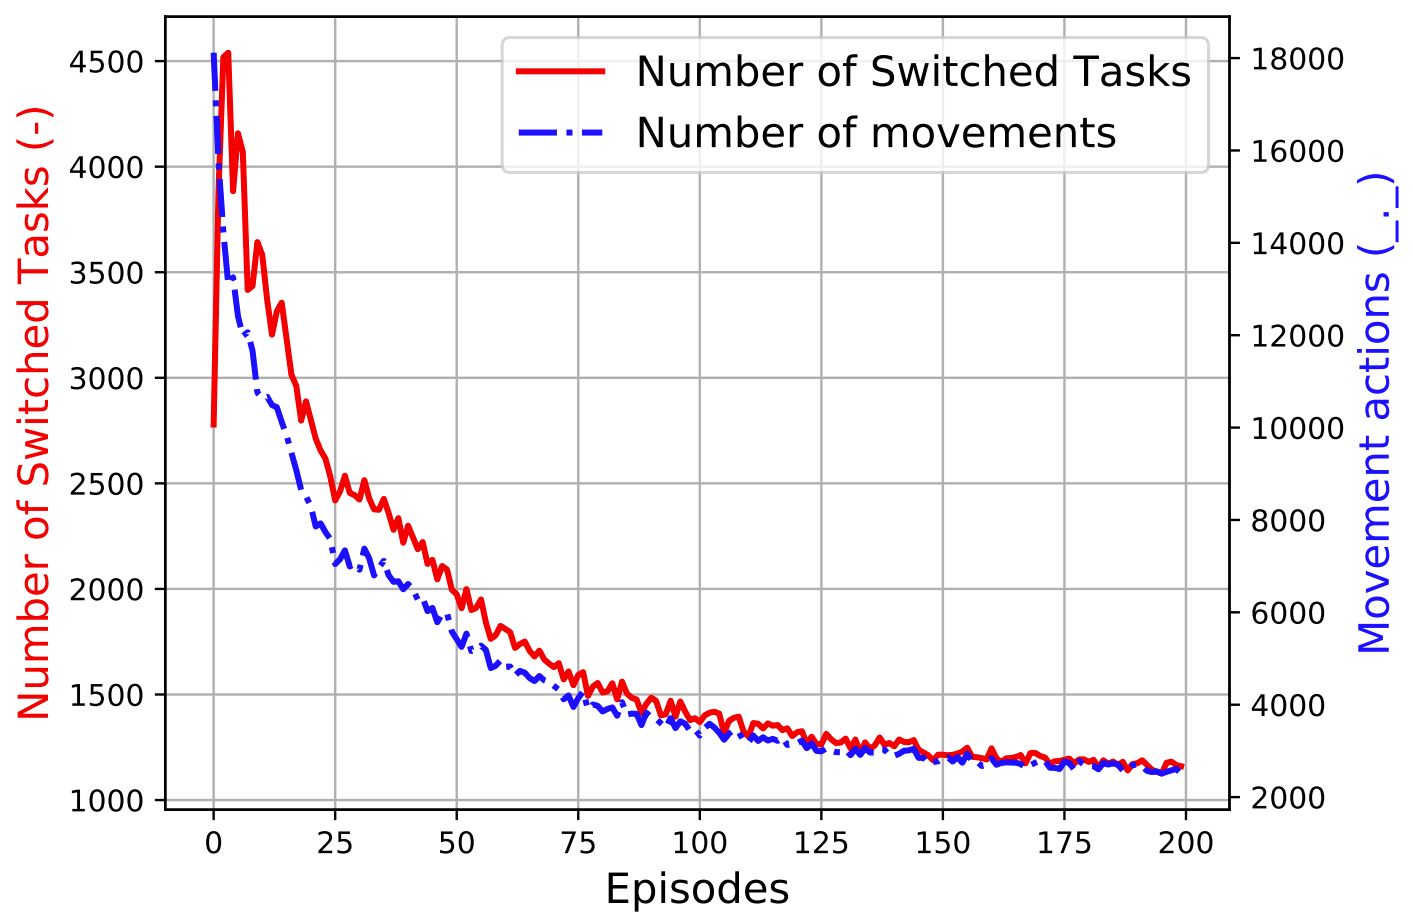 Number of Switched Tasks (-)
4500
4000
3500
3000
2500
2000
1500
1000
Number of Switched Tasks
Number of movements
18000
16000
14000
12000
10000
8000
6000
4000
2000
Movement actions (_._)
0 25 50 75 100 125 150 175 200
Episodes